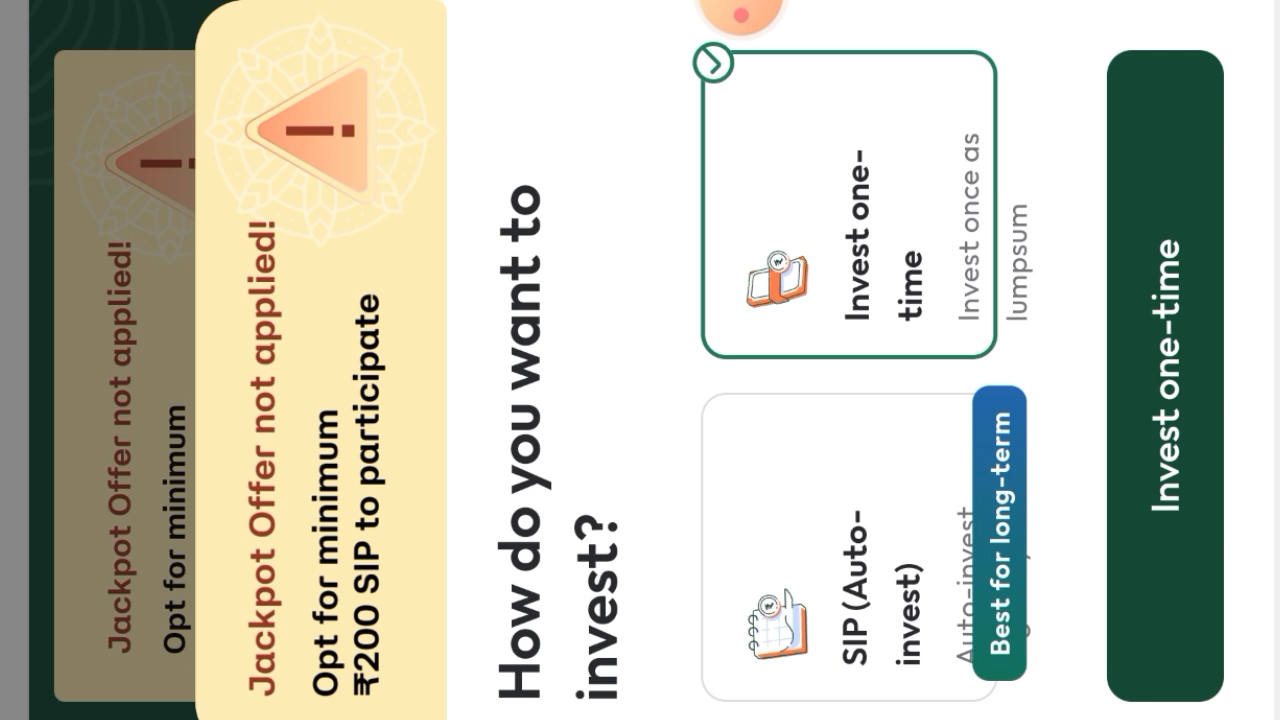 Jackpot Offer not applied!
Opt for minimum
Jackpot Offer not applied!
Opt for minimum
₹200 SIP to participate
How do you want to
invest?
SIP (Auto-
invest)
Auto-invest
Best for long-term
Invest one-
time
Invest once as
lumpsum
Invest one-time